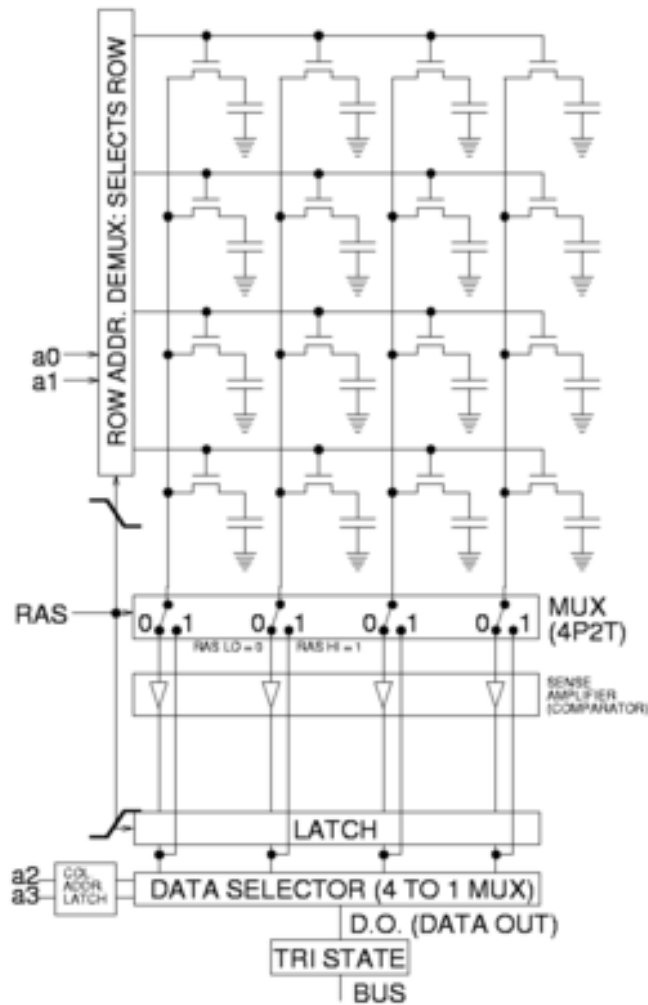 ROW ADDR. DEMUX: SELECTS ROW
a0
a1
RAS
0 1
0 1
0 1
0 1
MUX
(4P2T)
RAS LO = 0
RAS HI = 1
SENSE
AMPLIFIER
(COMPARATOR)
LATCH
a2
a3
COL.
ADDR.
LATCH
DATA SELECTOR (4 TO 1 MUX)
D.O. (DATA OUT)
TRI STATE
BUS